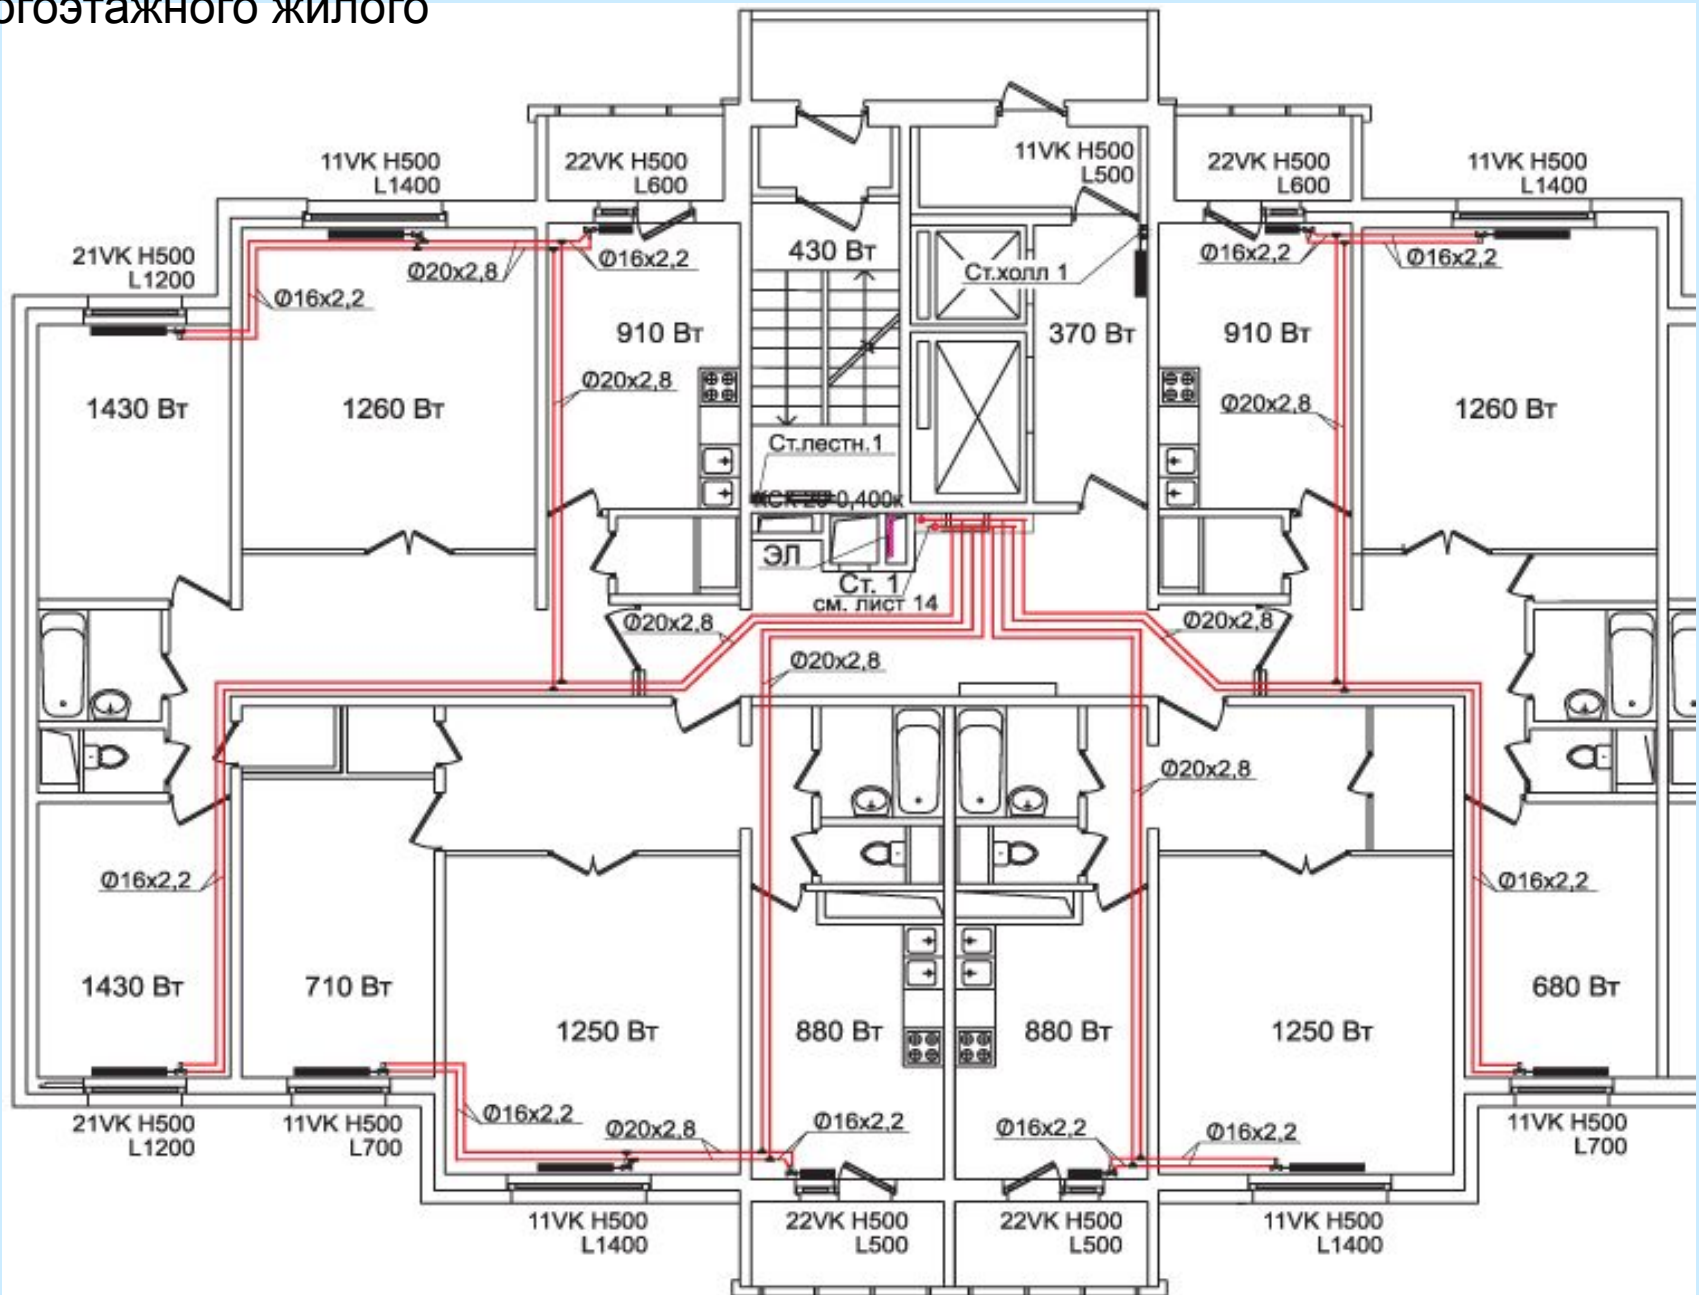 огоэтажного жилого
11VK H500
L1400
22VK H500
L600
11VK H500
L500
22VK H500
L600
11VK H500
L1400
21VK H500
L1200
Ø16x2,2
Ø20x2,8
Ø16x2,2
430 Вт
Ст.холл 1
Ø16x2,2
Ø16x2,2
910 Вт
370 Вт
910 Вт
1430 Вт
1260 Вт
Ø20x2,8
Ø20x2,8
1260 Вт
Ст.лестн.1
КСК 20-0,400к
ЭЛ
Ст. 1
см. лист 14
Ø20x2,8
Ø20x2,8
Ø20x2,8
Ø20x2,8
Ø16x2,2
Ø16x2,2
1430 Вт
710 Вт
1250 Вт
880 Вт
880 Вт
1250 Вт
680 Вт
21VK H500
L1200
11VK H500
L700
Ø16x2,2
Ø20x2,8
Ø16x2,2
Ø16x2,2
Ø16x2,2
11VK H500
L700
11VK H500
L1400
22VK H500
L500
22VK H500
L500
11VK H500
L1400